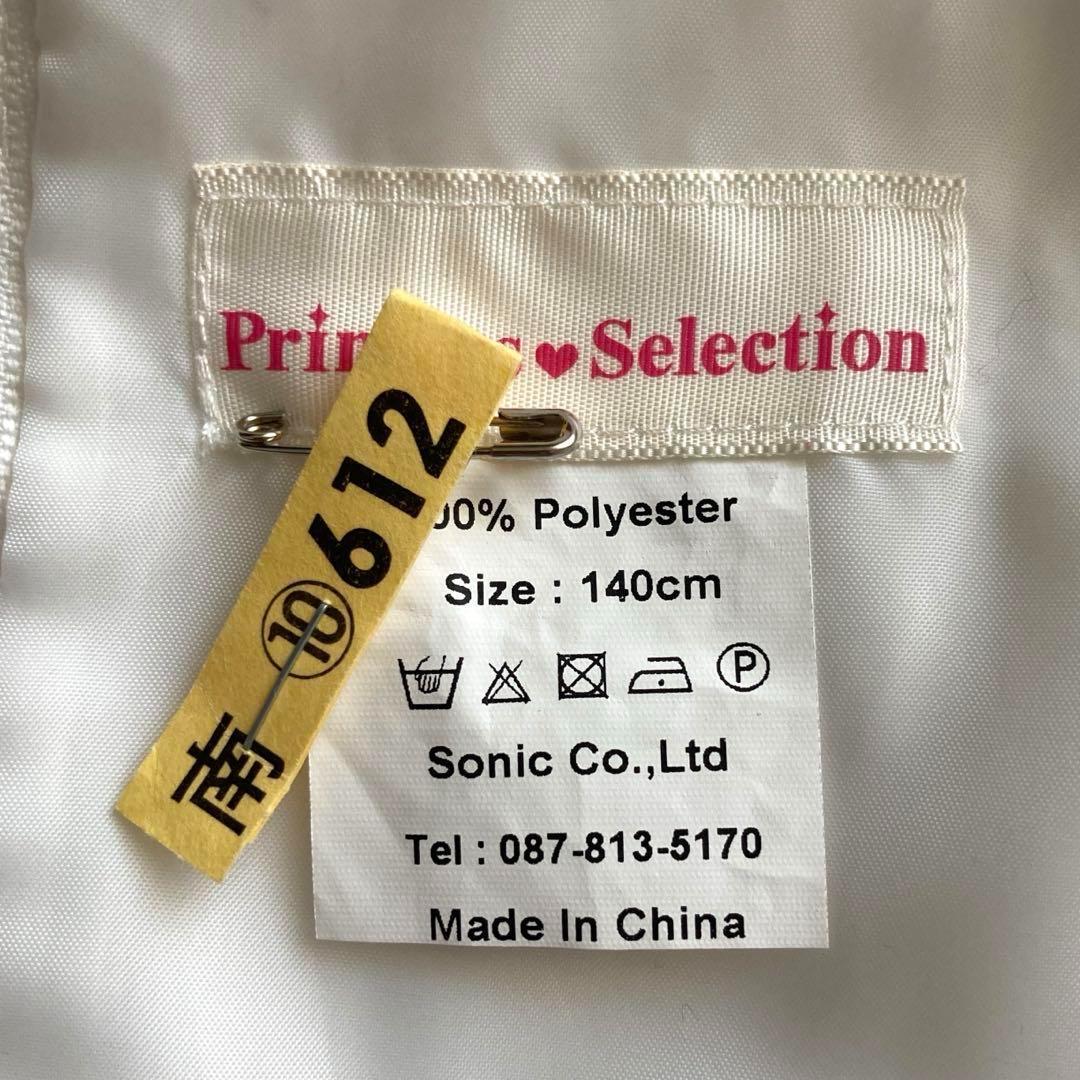 Selection
南⑩612
00% Polyester
Size : 140cm
P
Sonic Co.,Ltd
Tel : 087-813-5170
Made In China